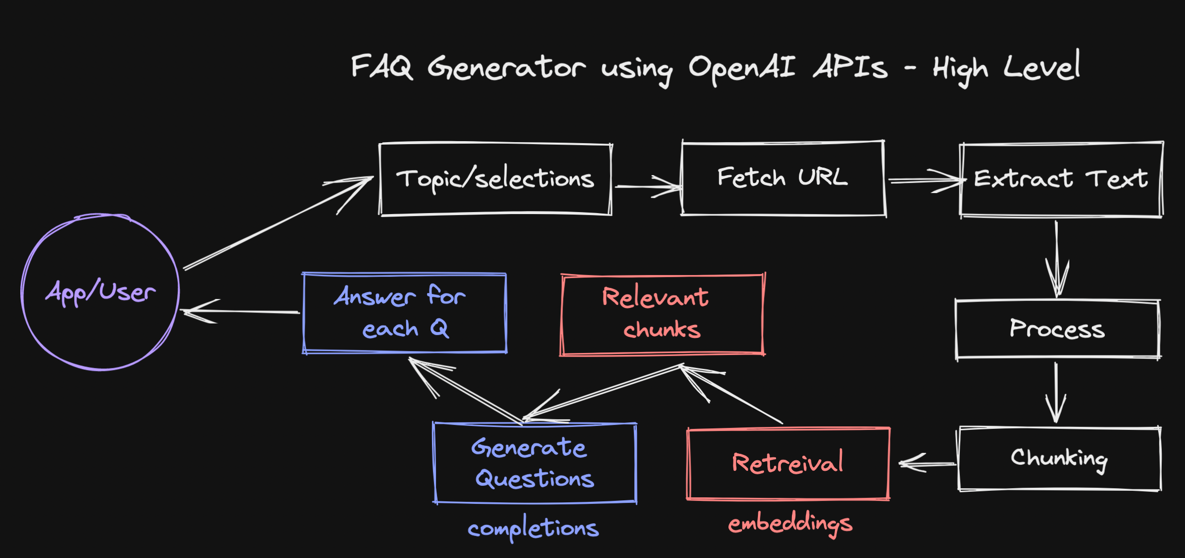 FAQ Generator using OpenAI APIs - High Level
Topic/selections
Fetch URL
Extract Text
App/User
Answer for
each Q
Relevant
chunks
Process
Generate
Questions
Retreival
Chunking
completions
embeddings